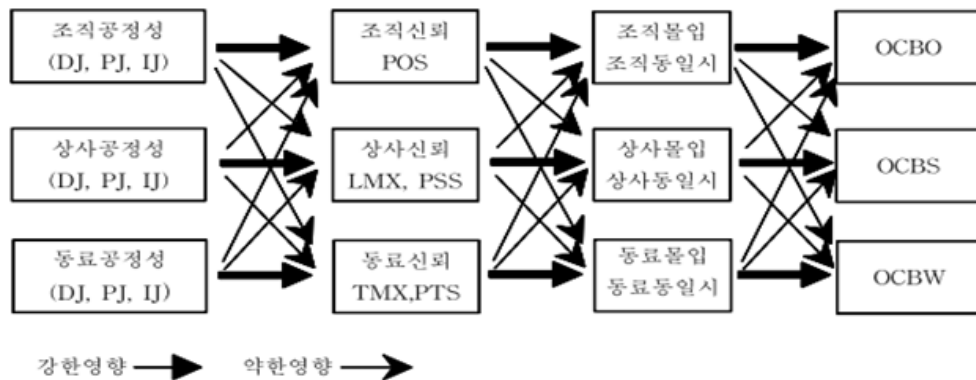 조직공정성
(DJ, PJ, IJ)
조직신뢰
POS
조직몰입
조직동일시
OCBO
상사공정성
(DJ, PJ, IJ)
상사신뢰
LMX, PSS
상사몰입
상사동일시
OCBS
동료공정성
(DJ, PJ, IJ)
동료신뢰
TMX,PTS
동료몰입
동료동일시
OCBW
강한영향
약한영향